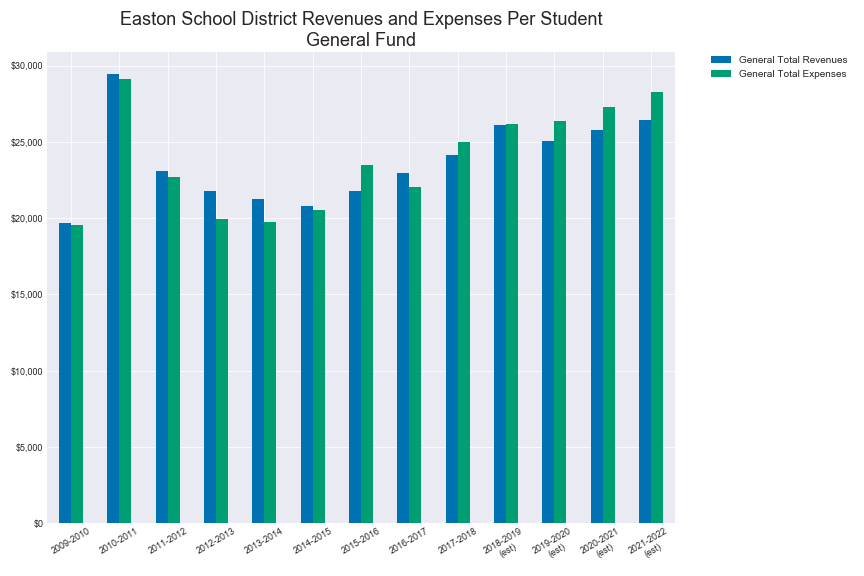 Easton School District Revenues and Expenses Per Student
General Fund
General Total Revenues
General Total Expenses
$30,000
$25,000
$20,000
$15,000
$10,000
$5,000
$0
2009-2010
2010-2011
2011-2012
2012-2013
2013-2014
2014-2015
2015-2016
2016-2017
2017-2018
2018-2019
(est)
2019-2020
(est)
2020-2021
(est)
2021-2022
(est)